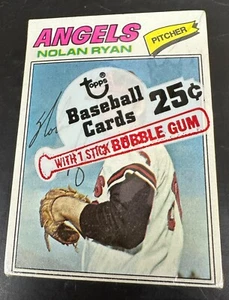 ANGELS
NOLAN RYAN
PITCHER
topps
Baseball
Cards
25¢
WITH 1 STICK BUBBLE GUM